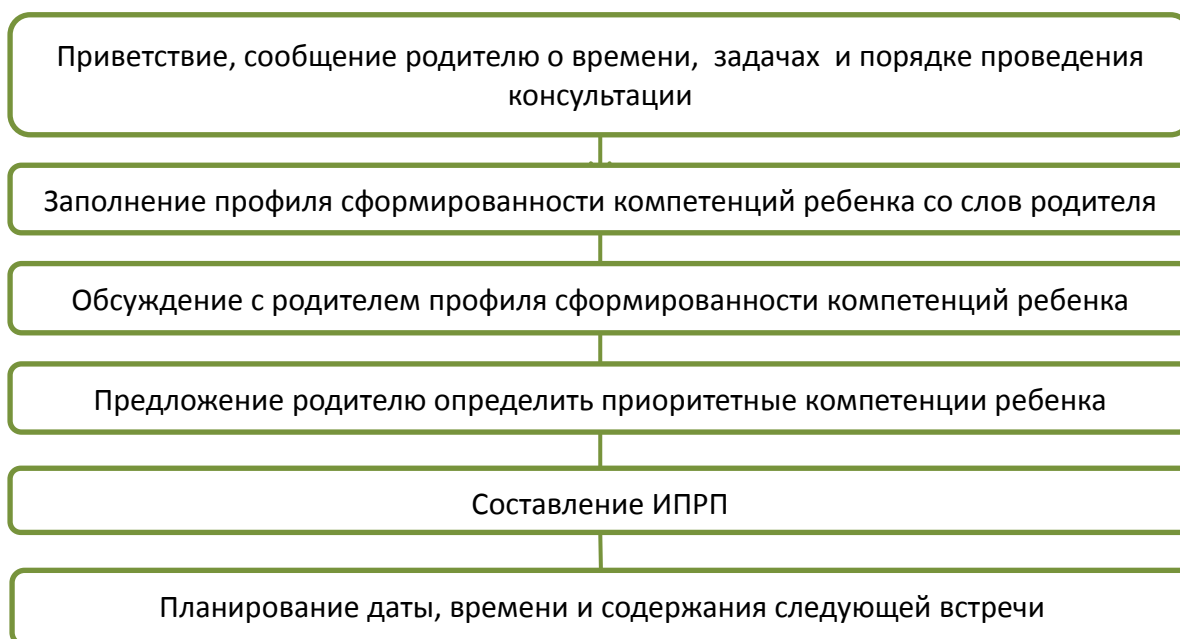 Приветствие, сообщение родителю о времени, задачах и порядке проведения
консультации
Заполнение профиля сформированности компетенций ребенка со слов родителя
Обсуждение с родителем профиля сформированности компетенций ребенка
Предложение родителю определить приоритетные компетенции ребенка
Составление ИПРП
Планирование даты, времени и содержания следующей встречи